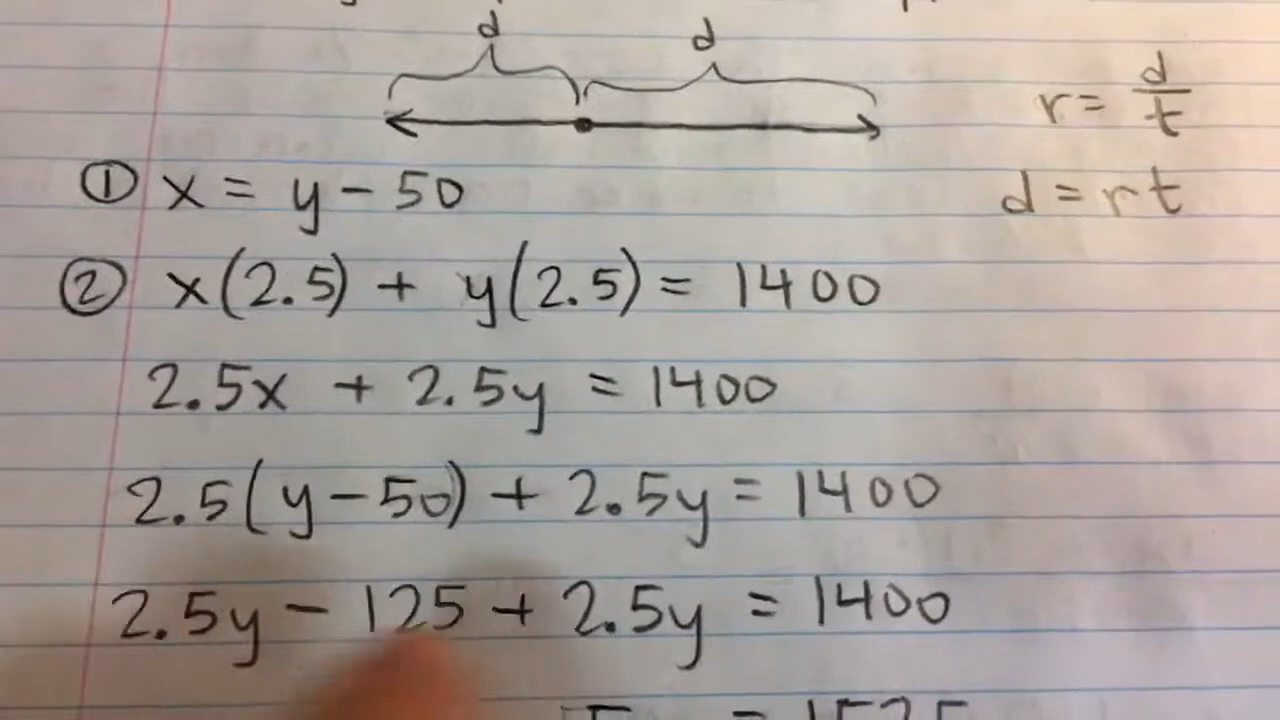 d d
r = d/t
① x = y - 50
d = rt
② x(2.5) + y(2.5) = 1400
2.5x + 2.5y = 1400
2.5(y - 50) + 2.5y = 1400
2.5y - 125 + 2.5y = 1400
= 1525